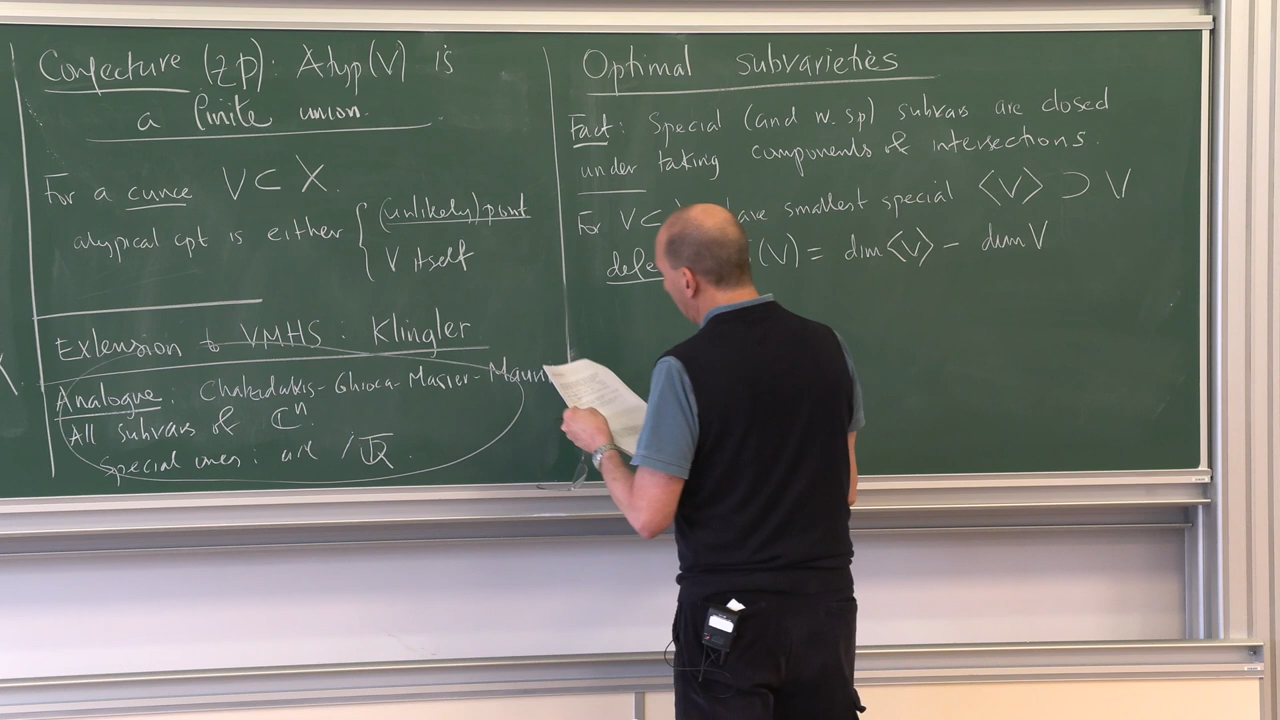 Conjecture (ZP): Atyp(V) is
a finite union.
For a curve V ⊂ X.
atypical cpt is either { (unlikely) point
V itself
Extension to VMHS : Klingler
Analogue : Chatzidakis-Ghioca-Masser-Maurin
All subvars of ℂⁿ.
Special ones: all /ℚ̅.
Optimal subvarieties
Fact: Special (and w. sp) subvars are closed
under taking components of intersections.
For V ⊂ have smallest special ⟨V⟩ ⊃ V
(V) = dim⟨V⟩ − dim V